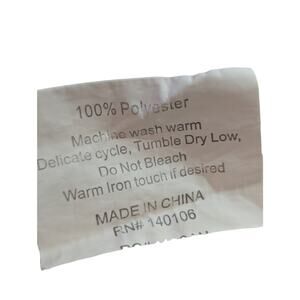 100% Polyester
Machine wash warm
Delicate cycle, Tumble Dry Low,
Do Not Bleach
Warm Iron touch if desired
MADE IN CHINA
RN# 140106